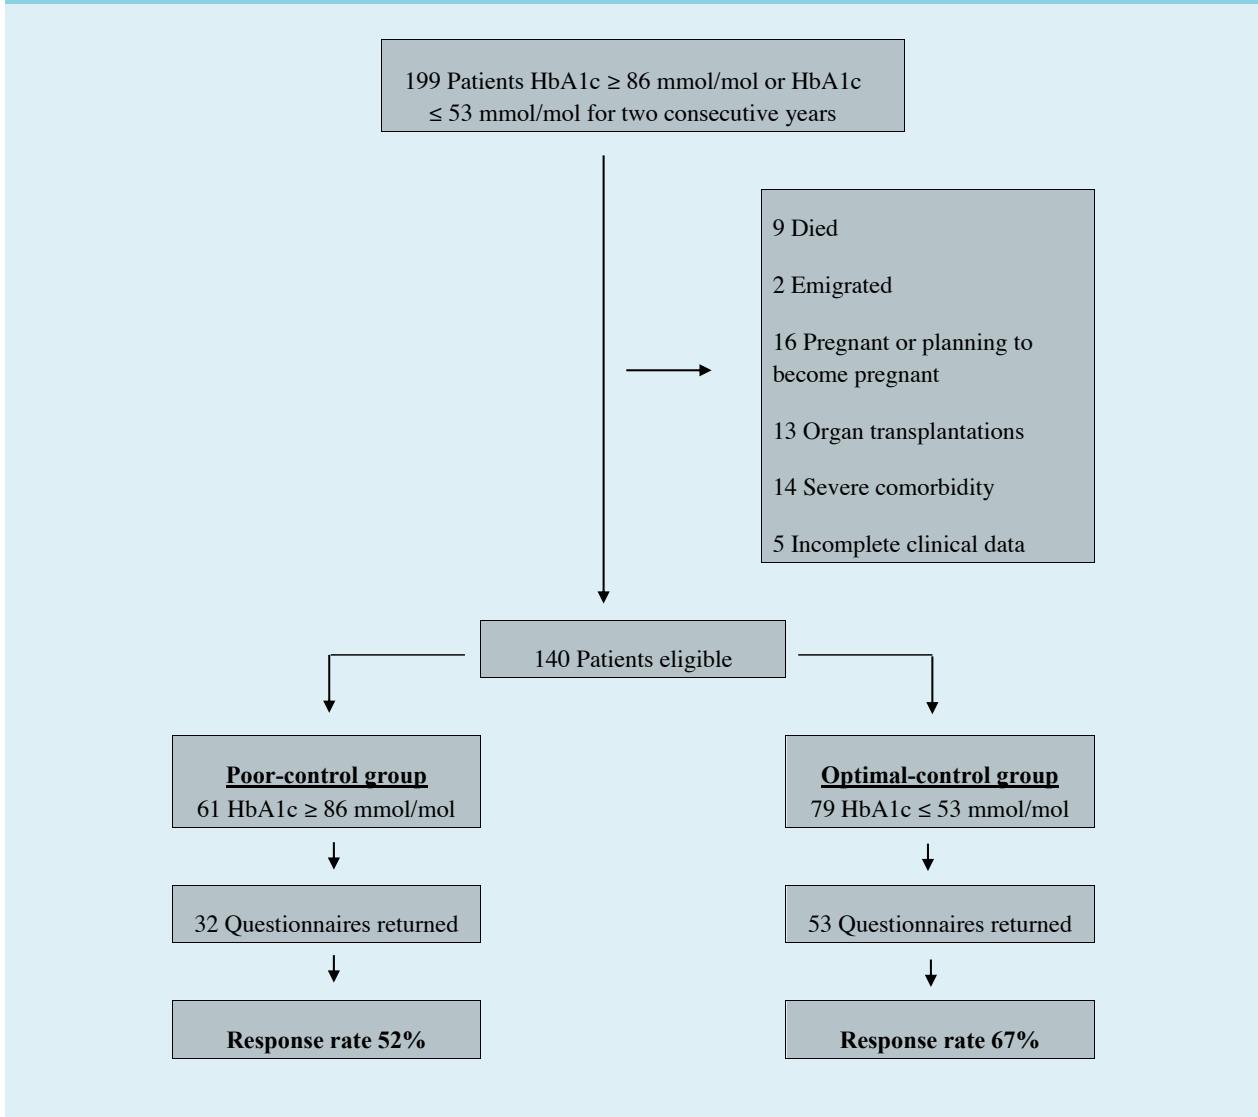 199 Patients HbA1c ≥ 86 mmol/mol or HbA1c
≤ 53 mmol/mol for two consecutive years
9 Died
2 Emigrated
16 Pregnant or planning to
become pregnant
13 Organ transplantations
14 Severe comorbidity
5 Incomplete clinical data
140 Patients eligible
Poor-control group
61 HbA1c ≥ 86 mmol/mol
32 Questionnaires returned
Response rate 52%
Optimal-control group
79 HbA1c ≤ 53 mmol/mol
53 Questionnaires returned
Response rate 67%